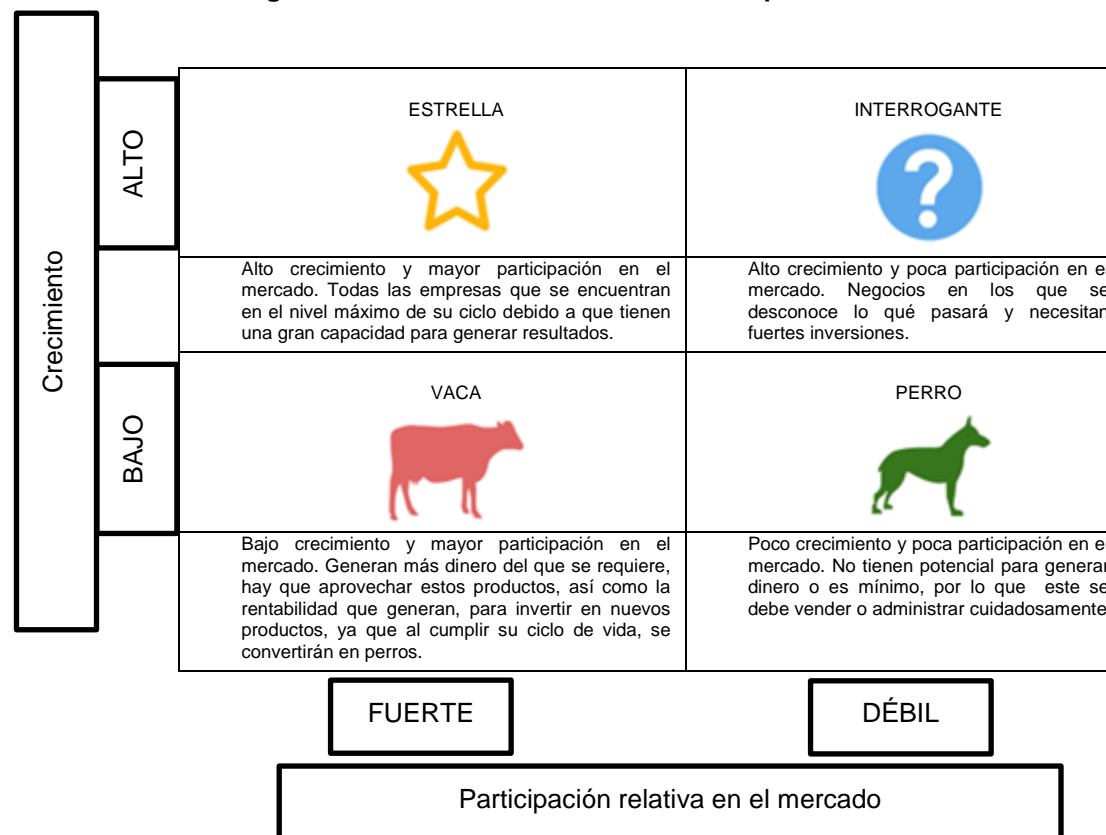 Crecimiento
ALTO
ESTRELLA
INTERROGANTE
?
Alto crecimiento y mayor participación en el
mercado. Todas las empresas que se encuentran
en el nivel máximo de su ciclo debido a que tienen
una gran capacidad para generar resultados.
Alto crecimiento y poca participación en e
mercado. Negocios en los que se
desconoce lo qué pasará y necesitan
fuertes inversiones.
BAJO
VACA
PERRO
Bajo crecimiento y mayor participación en el
mercado. Generan más dinero del que se requiere,
hay que aprovechar estos productos, así como la
rentabilidad que generan, para invertir en nuevos
productos, ya que al cumplir su ciclo de vida, se
convertirán en perros.
Poco crecimiento y poca participación en e
mercado. No tienen potencial para generar
dinero o es mínimo, por lo que este se
debe vender o administrar cuidadosamente
FUERTE
DÉBIL
Participación relativa en el mercado